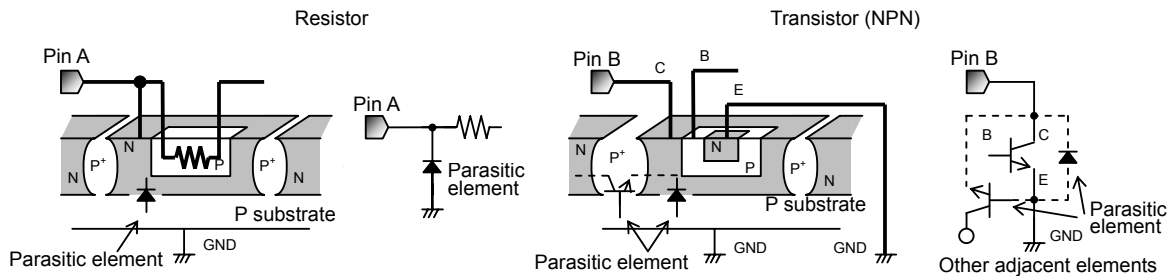 Resistor
Transistor (NPN)
Pin A
Pin B
C
B
E
Pin B
Pin A
N
P+
N
P
P+
N
Parasitic
element
P substrate
Parasitic element
GND
N
P+
N
P
P+
N
P substrate
Parasitic element
GND
GND
B
C
E
Parasitic
element
GND
Other adjacent elements